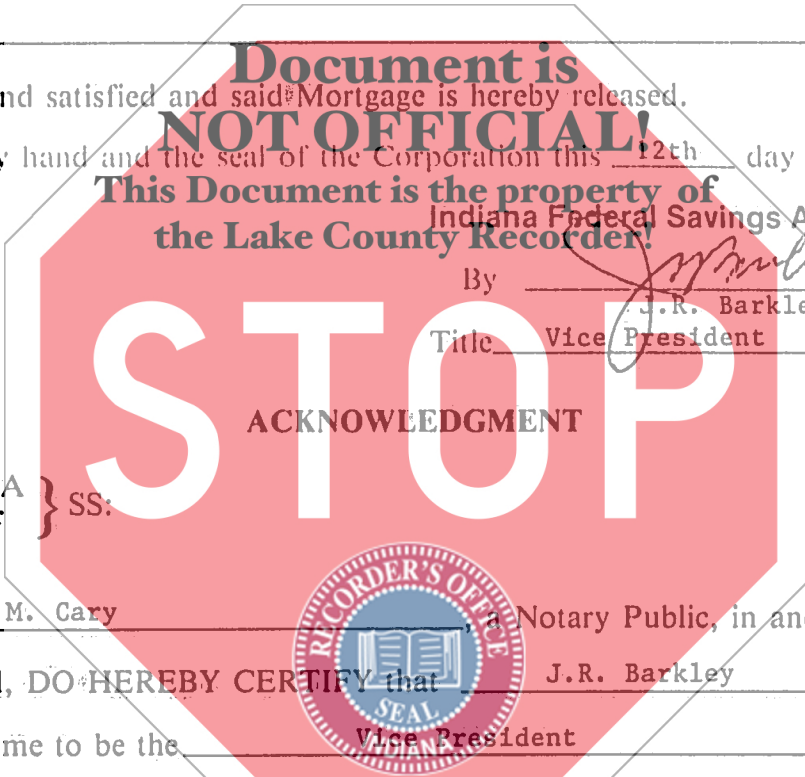 Document is
nd satisfied and said Mortgage is hereby released.
NOT OFFICIAL!
hand and the seal of the Corporation this 12th day
This Document is the property of
the Lake County Recorder!
Indiana Federal Savings A
By
J.R. Barkle
Title Vice President
STOP
ACKNOWLEDGMENT
A
} SS:
RECORDER'S OFFICE
M. Cary, a Notary Public, in and
, DO HEREBY CERTIFY that J.R. Barkley
SEAL
INDIANA
me to be the Vice President